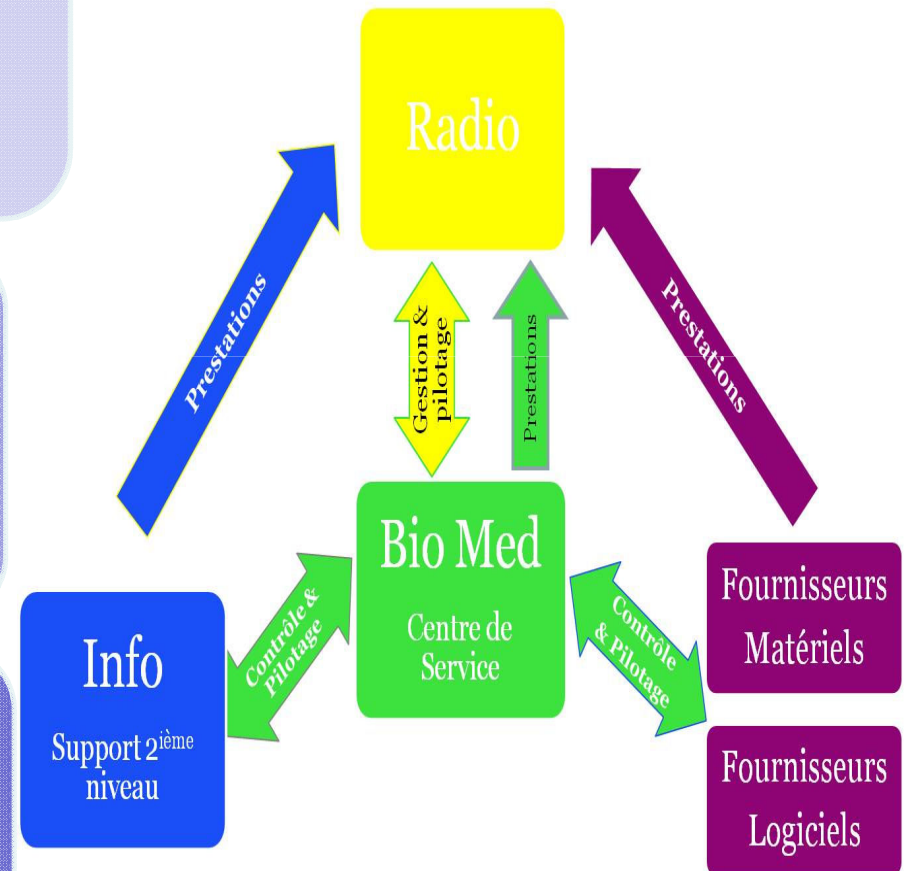 Radio
Prestations
Gestion &
pilotage
Prestations
Prestations
Bio Med
Centre de
Service
Contrôle &
Pilotage
Contrôle
& Pilotage
Info
Support 2ième
niveau
Fournisseurs
Matériels
Fournisseurs
Logiciels